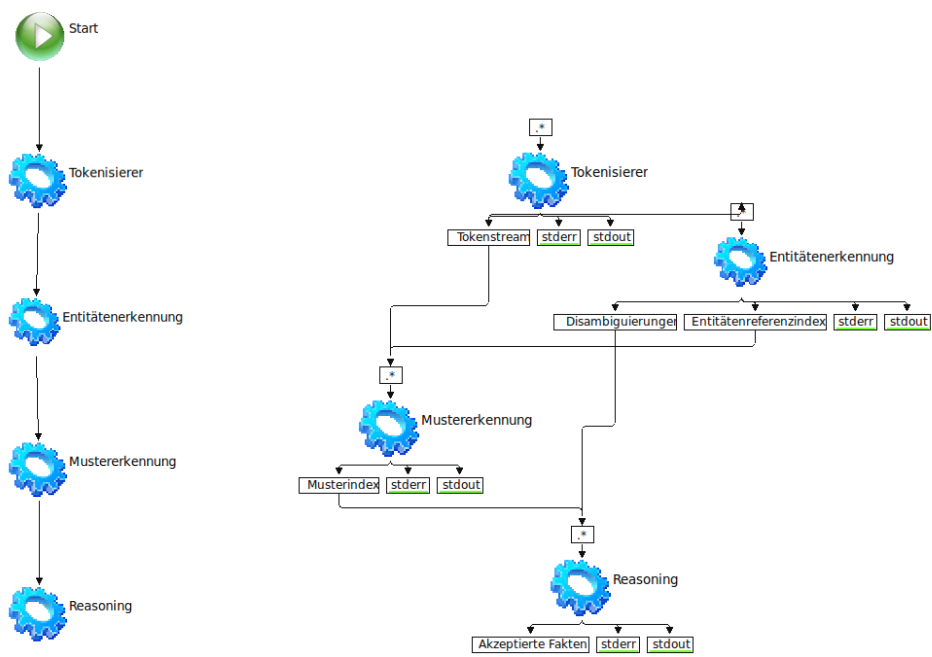 Start
.*
Tokenisierer
Tokenisierer
.*
Tokenstream
stderr
stdout
Entitätenerkennung
Entitätenerkennung
Disambiguierunger
Entitätenreferenzindex
stderr
stdout
.*
Mustererkennung
Mustererkennung
Musterindex
stderr
stdout
.*
Reasoning
Reasoning
Akzeptierte Fakten
stderr
stdout